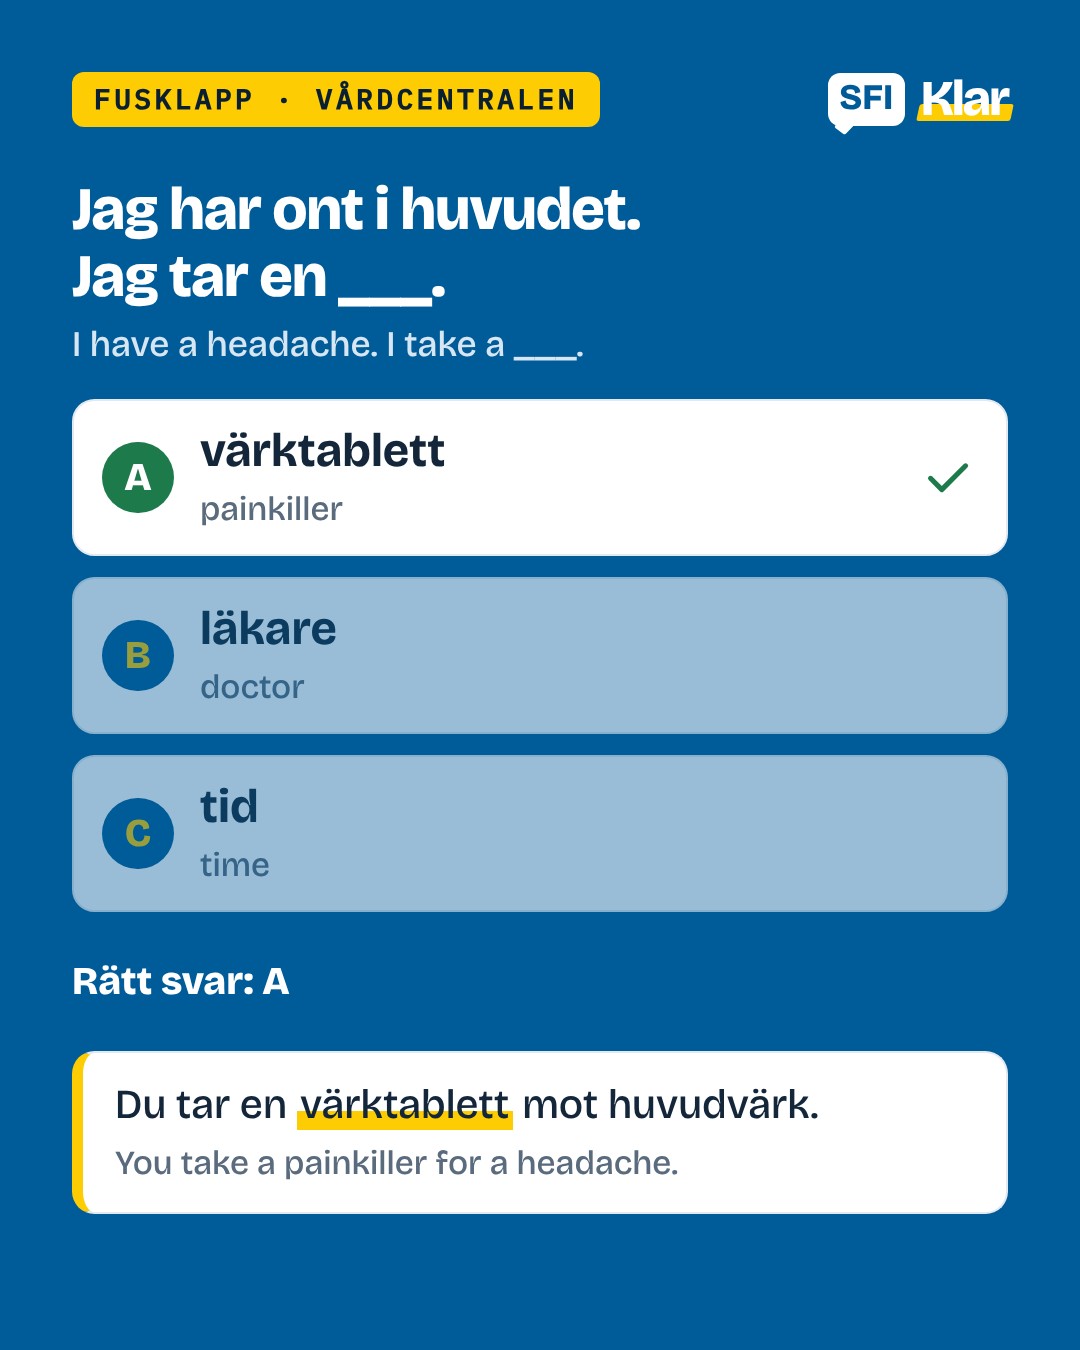 FUSKLAPP · VÅRDCENTRALEN
SFI Klar
Jag har ont i huvudet.
Jag tar en ___.
I have a headache. I take a ___.
A värktablett
painkiller
B läkare
doctor
C tid
time
Rätt svar: A
Du tar en värktablett mot huvudvärk.
You take a painkiller for a headache.